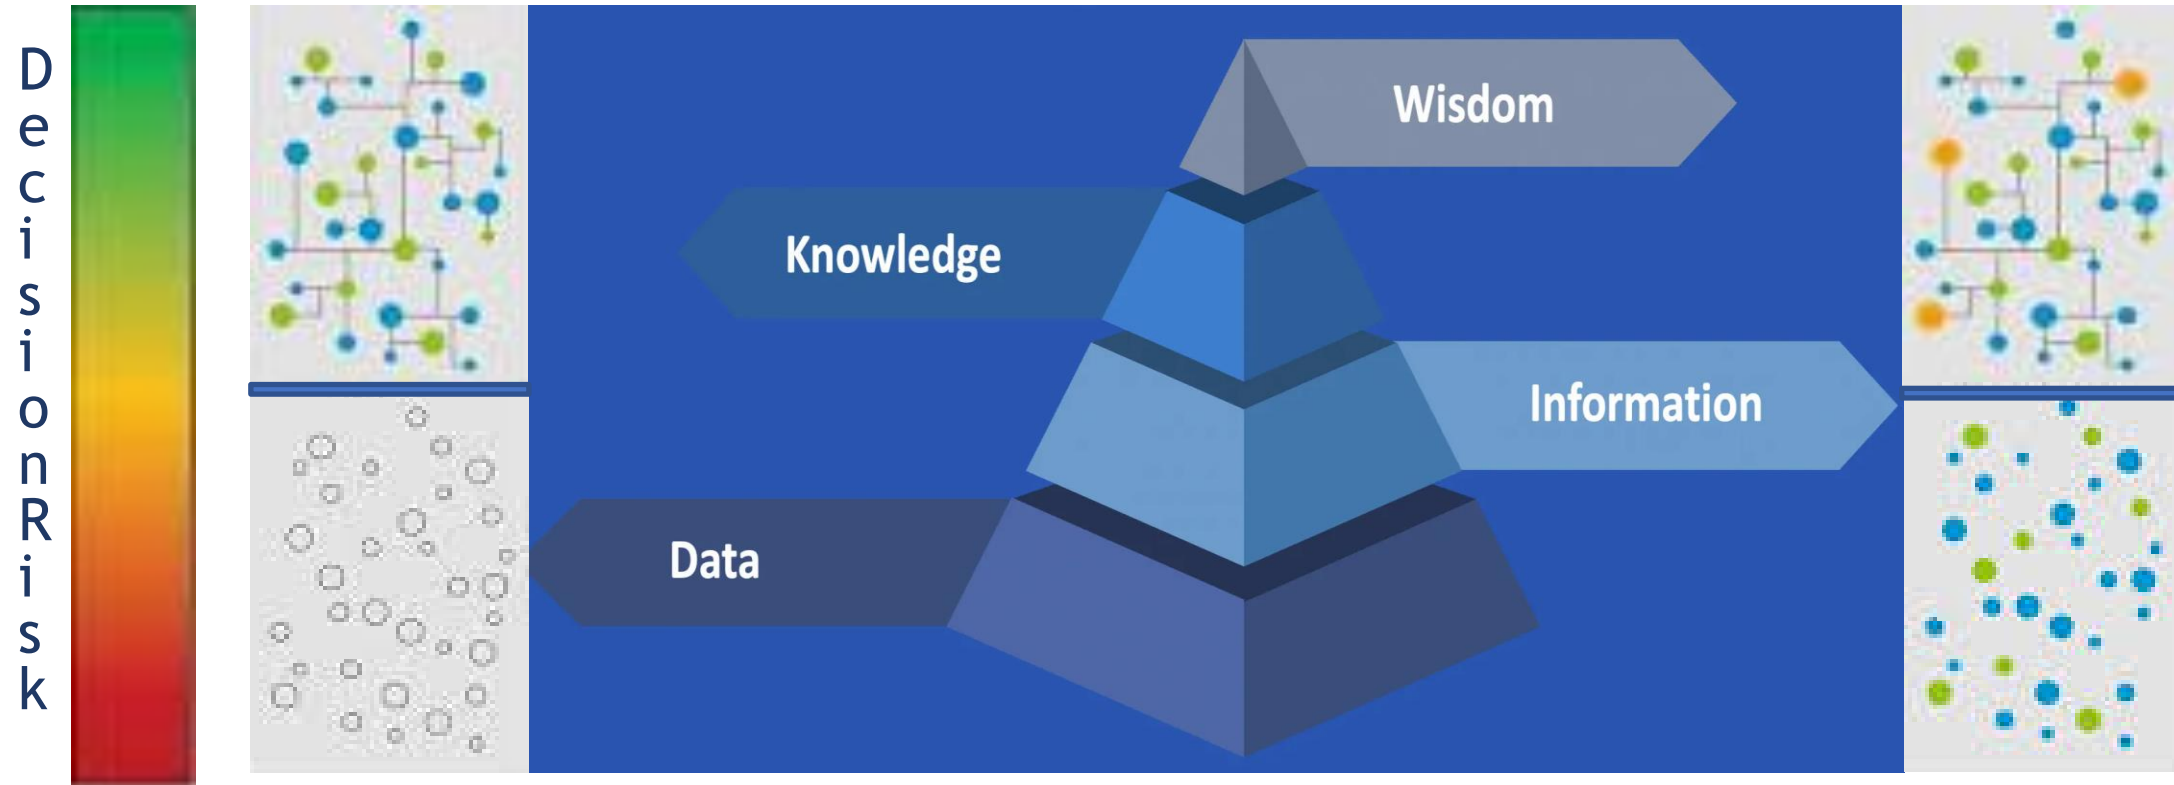 DecisionRisk
Wisdom
Knowledge
Information
Data